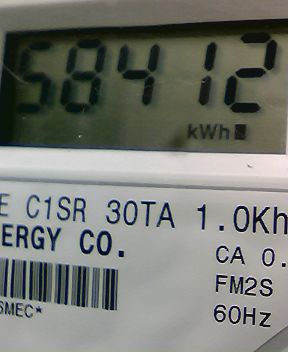 58412
kWh
E C1SR 30TA 1.0Kh
ERGY CO.
CA 0.
FM2S
SMEC*
60Hz